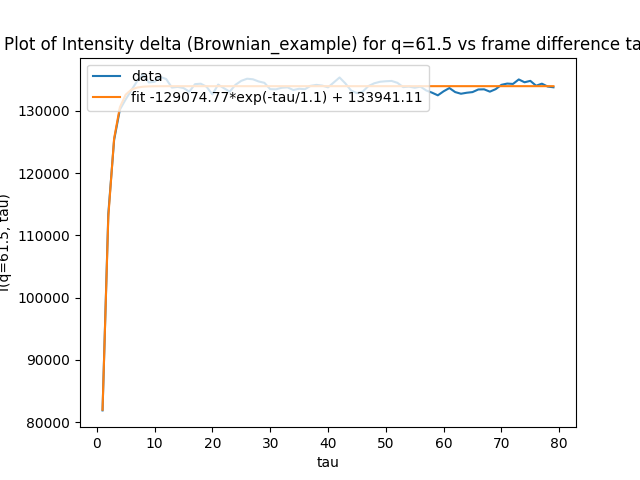 Plot of Intensity delta (Brownian_example) for q=61.5 vs frame difference ta
data
fit -129074.77*exp(-tau/1.1) + 133941.11
130000
120000
110000
100000
90000
80000
I(q=61.5, tau)
0 10 20 30 40 50 60 70 80
tau